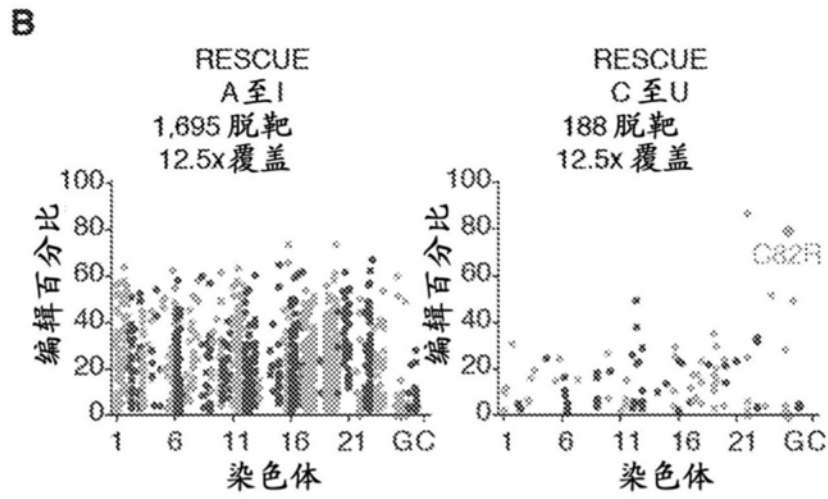 B
RESCUE
A至I
1,695 脱靶
12.5x 覆盖
100
80
60
40
20
0
编辑百分比
1 6 11 16 21 GC
染色体
RESCUE
C至U
188 脱靶
12.5x 覆盖
100
80
60
40
20
0
编辑百分比
C82R
1 6 11 16 21 GC
染色体